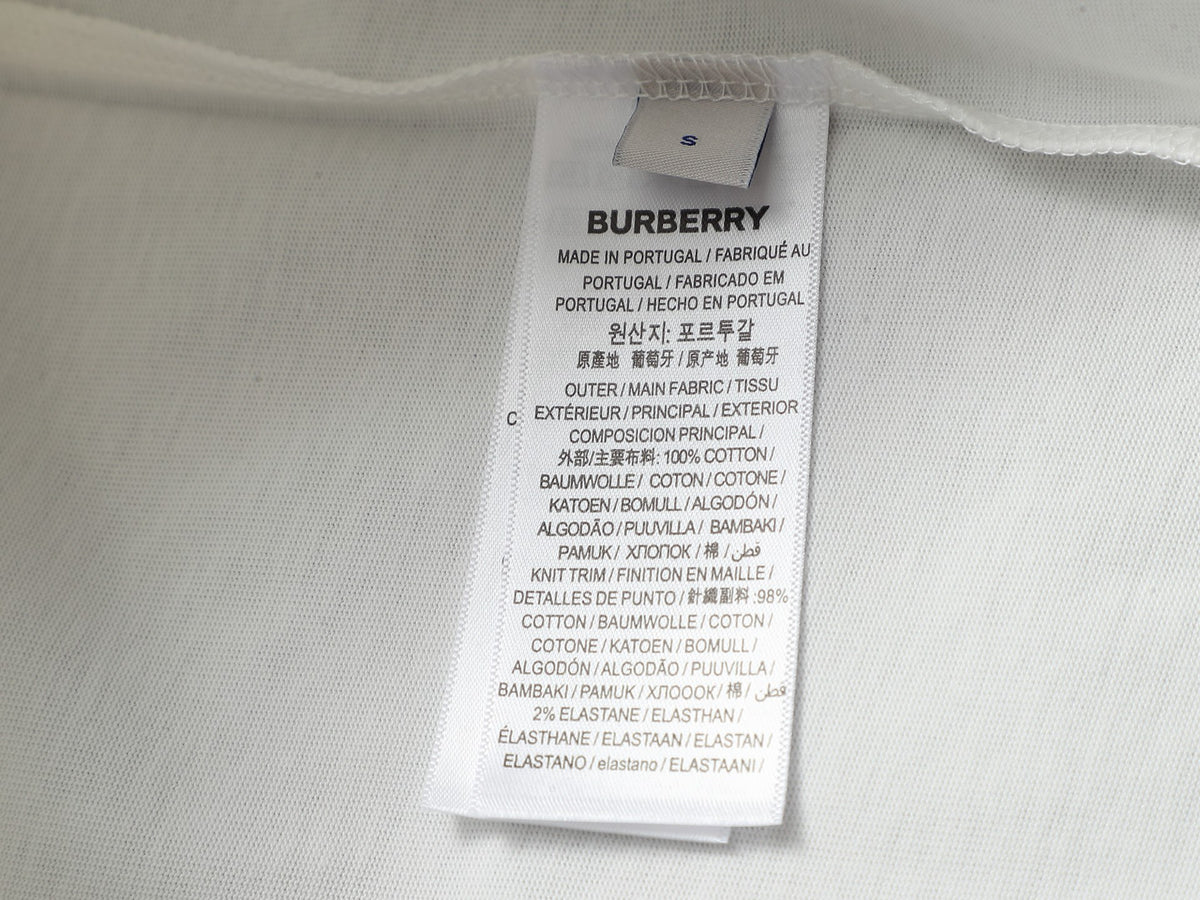 S
BURBERRY
MADE IN PORTUGAL / FABRIQUÉ AU
PORTUGAL / FABRICADO EM
PORTUGAL / HECHO EN PORTUGAL
원산지: 포르투갈
原產地 葡萄牙 / 原产地 葡萄牙
OUTER / MAIN FABRIC / TISSU
C
EXTÉRIEUR / PRINCIPAL / EXTERIOR
COMPOSICION PRINCIPAL /
外部/主要布料: 100% COTTON /
BAUMWOLLE / COTON / COTONE /
KATOEN / BOMULL / ALGODÓN /
ALGODÃO / PUUVILLA / BAMBAKI /
PAMUK / ХЛОПОК / 棉 / قطن
KNIT TRIM / FINITION EN MAILLE /
DETALLES DE PUNTO / 針織副料 :98%
COTTON / BAUMWOLLE / COTON /
COTONE / KATOEN / BOMULL /
ALGODÓN / ALGODÃO / PUUVILLA /
BAMBAKI / PAMUK / ХЛОООК / 棉 / قطن
2% ELASTANE / ELASTHAN /
ÉLASTHANE / ELASTAAN / ELASTAN /
ELASTANO / elastano / ELASTAANI /